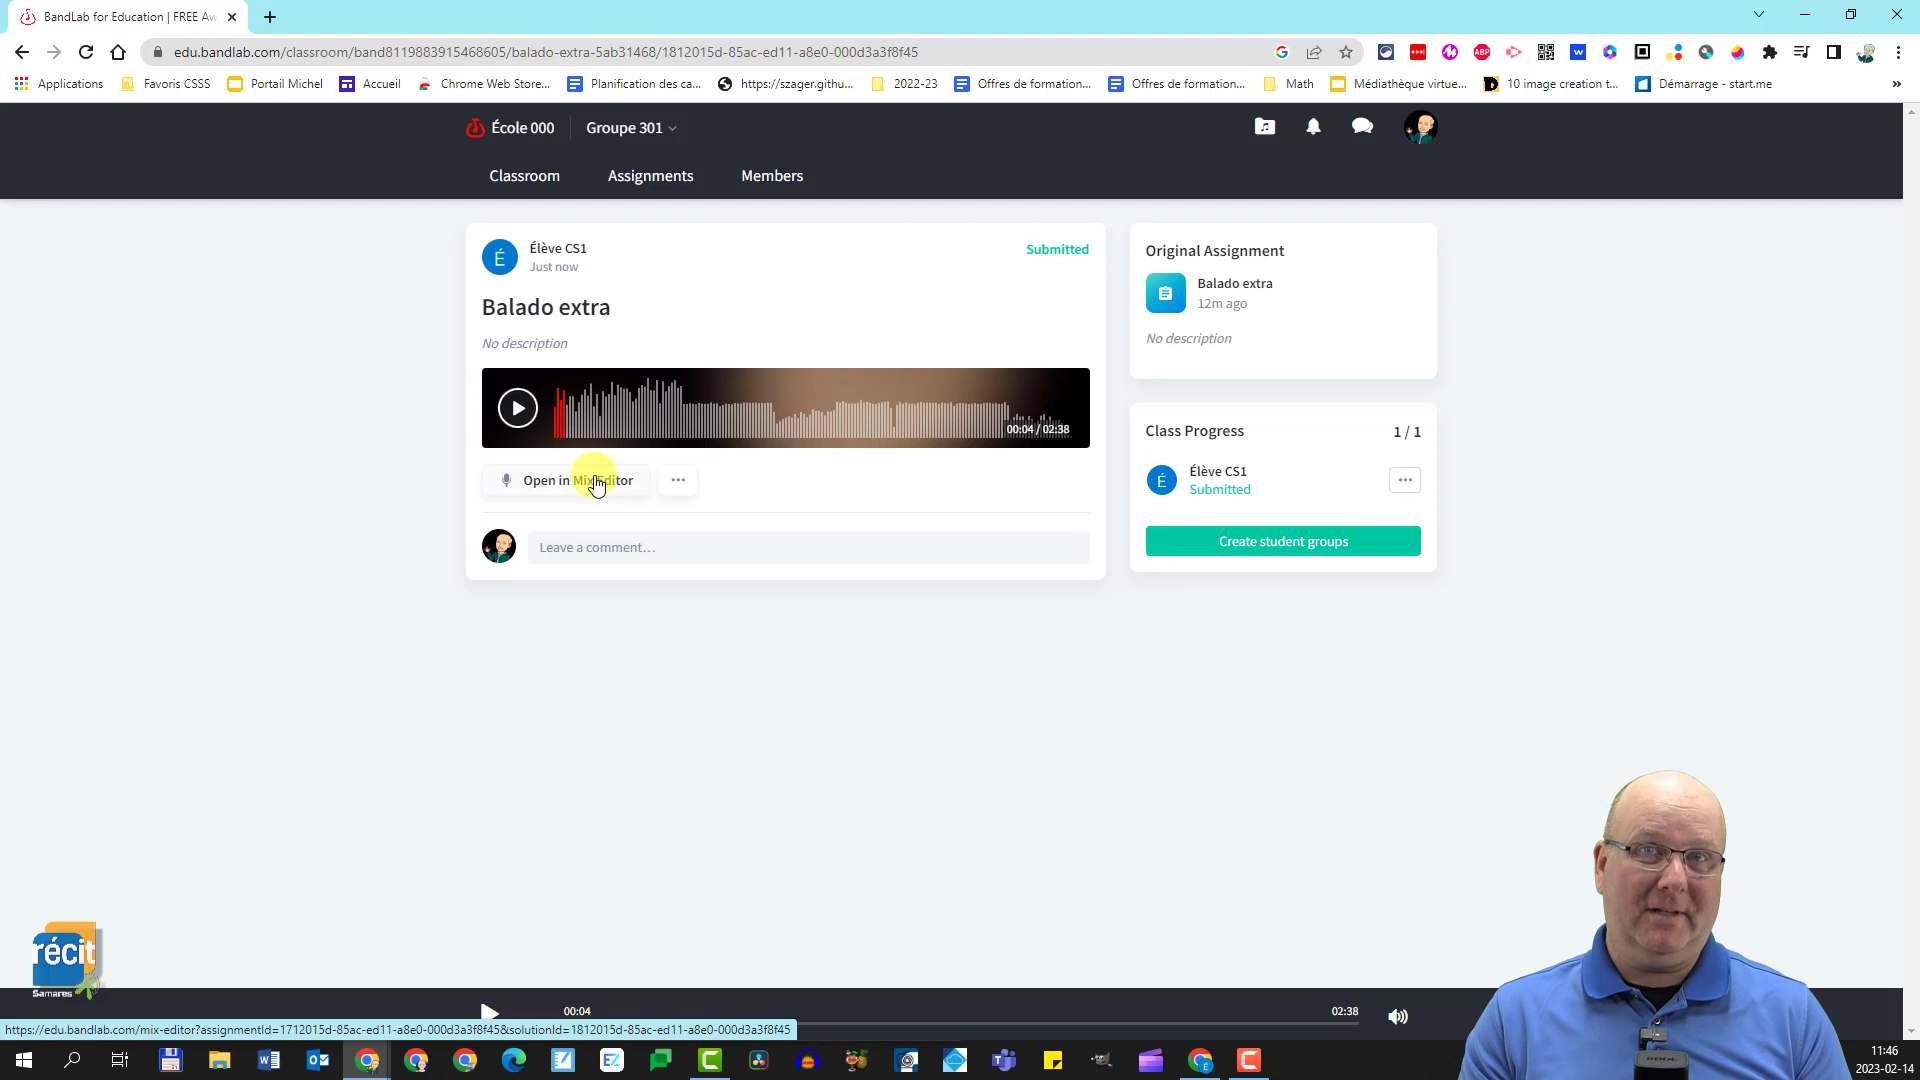 BandLab for Education | FREE Aw
edu.bandlab.com/classroom/band8119883915468605/balado-extra-5ab31468/1812015d-85ac-ed11-a8e0-000d3a3f8f45
Applications
Favoris CSSS
Portail Michel
Accueil
Chrome Web Store...
Planification des ca...
https://szager.githu...
2022-23
Offres de formation...
Offres de formation...
Math
Médiathèque virtue...
10 image creation t...
Démarrage - start.me
»
École 000
Groupe 301
Classroom
Assignments
Members
Élève CS1
Just now
Submitted
Balado extra
No description
00:04 / 02:38
Open in Mix Editor
Leave a comment...
Original Assignment
Balado extra
12m ago
No description
Class Progress
1 / 1
É
Élève CS1
Submitted
Create student groups
récit
Samares
00:04
02:38
https://edu.bandlab.com/mix-editor?assignmentId=1712015d-85ac-ed11-a8e0-000d3a3f8f45&solutionId=1812015d-85ac-ed11-a8e0-000d3a3f8f45
11:46
2023-02-14
RODE